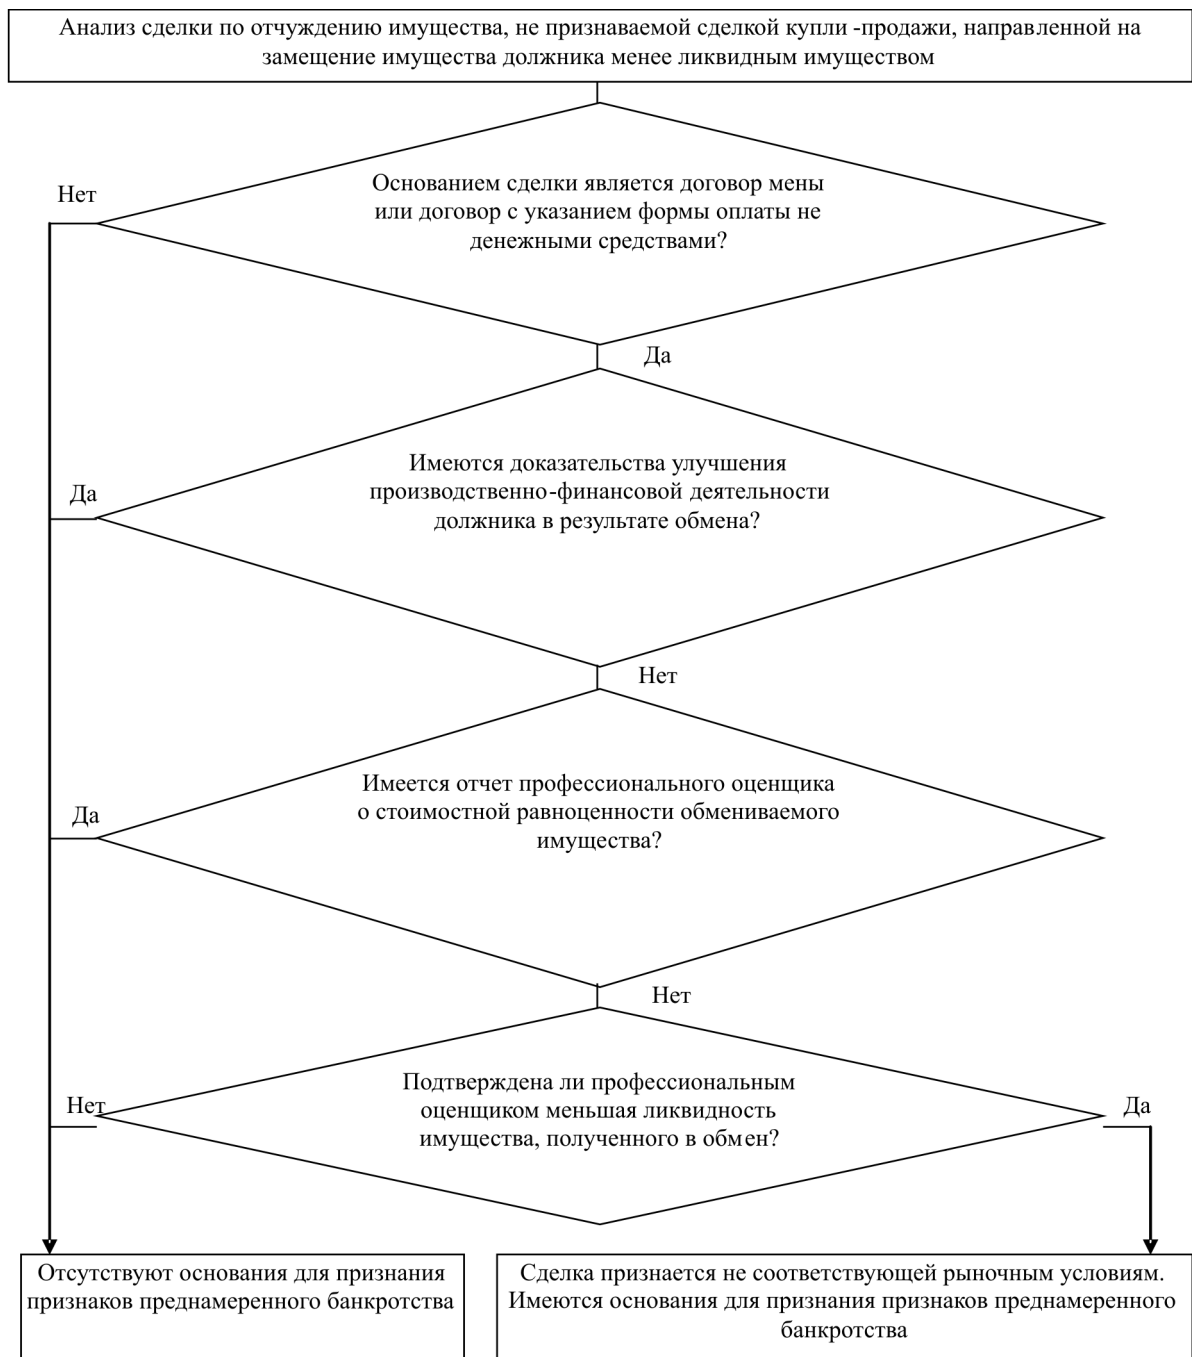 Анализ сделки по отчуждению имущества, не признаваемой сделкой купли -продажи, направленной на
замещение имущества должника менее ликвидным имуществом
Нет
Основанием сделки является договор мены
или договор с указанием формы оплаты не
денежными средствами?
Да
Имеются доказательства улучшения
производственно-финансовой деятельности
должника в результате обмена?
Да
Нет
Имеется отчет профессионального оценщика
о стоимостной равноценности обмениваемого
имущества?
Да
Нет
Подтверждена ли профессиональным
оценщиком меньшая ликвидность
имущества, полученного в обмен?
Нет
Да
Отсутствуют основания для признания
признаков преднамеренного банкротства
Сделка признается не соответствующей рыночным условиям.
Имеются основания для признания признаков преднамеренного
банкротства